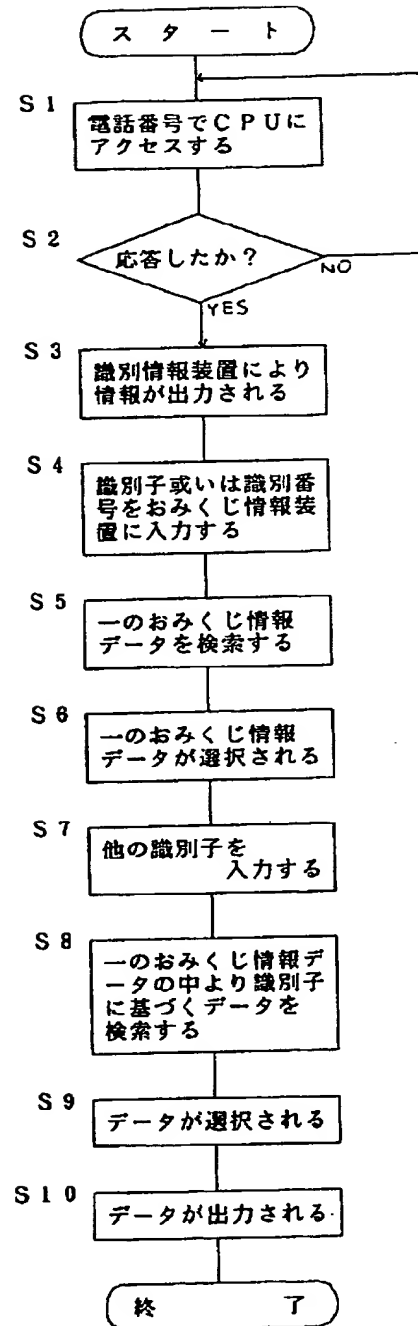 スタート
S1
電話番号でCPUに
アクセスする
S2
応答したか？
NO
YES
S3
識別情報装置により
情報が出力される
S4
識別子或いは識別番
号をおみくじ情報装
置に入力する
S5
一のおみくじ情報
データを検索する
S6
一のおみくじ情報
データが選択される
S7
他の識別子を
入力する
S8
一のおみくじ情報デ
ータの中より識別子
に基づくデータを
検索する
S9
データが選択される
S10
データが出力される
終了